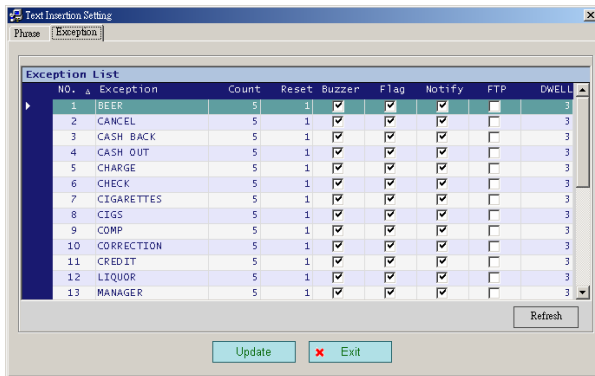 Text Insertion Setting
Phrase Exception
Exception List
NO. Exception Count Reset Buzzer Flag Notify FTP DWELL
1 BEER 5 1 3
2 CANCEL 5 1 3
3 CASH BACK 5 1 3
4 CASH OUT 5 1 3
5 CHARGE 5 1 3
6 CHECK 5 1 3
7 CIGARETTES 5 1 3
8 CIGS 5 1 3
9 COMP 5 1 3
10 CORRECTION 5 1 3
11 CREDIT 5 1 3
12 LIQUOR 5 1 3
13 MANAGER 5 1 3
Refresh
Update Exit